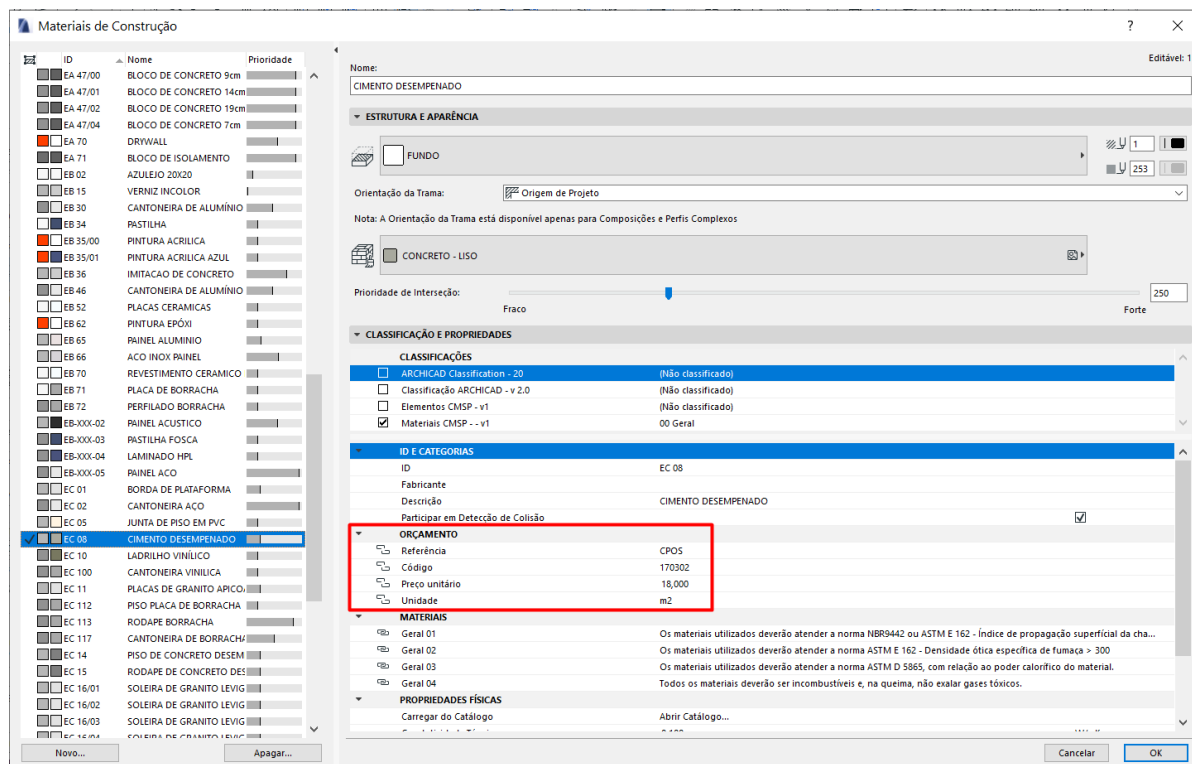 Materiais de Construção ? ×
ID Nome Prioridade
EA 47/00 BLOCO DE CONCRETO 9cm
EA 47/01 BLOCO DE CONCRETO 14cm
EA 47/02 BLOCO DE CONCRETO 19cm
EA 47/04 BLOCO DE CONCRETO 7cm
EA 70 DRYWALL
EA 71 BLOCO DE ISOLAMENTO
EB 02 AZULEJO 20X20
EB 15 VERNIZ INCOLOR
EB 30 CANTONEIRA DE ALUMÍNIO
EB 34 PASTILHA
EB 35/00 PINTURA ACRILICA
EB 35/01 PINTURA ACRILICA AZUL
EB 36 IMITACAO DE CONCRETO
EB 46 CANTONEIRA DE ALUMÍNIO
EB 52 PLACAS CERAMICAS
EB 62 PINTURA EPÓXI
EB 65 PAINEL ALUMINIO
EB 66 ACO INOX PAINEL
EB 70 REVESTIMENTO CERAMICO
EB 71 PLACA DE BORRACHA
EB 72 PERFILADO BORRACHA
EB-XXX-02 PAINEL ACUSTICO
EB-XXX-03 PASTILHA FOSCA
EB-XXX-04 LAMINADO HPL
EB-XXX-05 PAINEL ACO
EC 01 BORDA DE PLATAFORMA
EC 02 CANTONEIRA AÇO
EC 05 JUNTA DE PISO EM PVC
EC 08 CIMENTO DESEMPENADO
EC 10 LADRILHO VINÍLICO
EC 100 CANTONEIRA VINILICA
EC 11 PLACAS DE GRANITO APICO
EC 112 PISO PLACA DE BORRACHA
EC 113 RODAPE BORRACHA
EC 117 CANTONEIRA DE BORRACHA
EC 14 PISO DE CONCRETO DESEM
EC 15 RODAPE DE CONCRETO DES
EC 16/01 SOLEIRA DE GRANITO LEVIG
EC 16/02 SOLEIRA DE GRANITO LEVIG
EC 16/03 SOLEIRA DE GRANITO LEVIG
EC 16/04 SOLEIRA DE GRANITO LEVIG
Novo... Apagar...
Editável: 1
Nome:
CIMENTO DESEMPENADO
ESTRUTURA E APARÊNCIA
FUNDO
1
253
Orientação da Trama: Origem de Projeto
Nota: A Orientação da Trama está disponível apenas para Composições e Perfis Complexos
CONCRETO - LISO
Prioridade de Interseção: 250
Fraco Forte
CLASSIFICAÇÃO E PROPRIEDADES
CLASSIFICAÇÕES
ARCHICAD Classification - 20 (Não classificado)
Classificação ARCHICAD - v 2.0 (Não classificado)
Elementos CMSP - v1 (Não classificado)
Materiais CMSP - - v1 00 Geral
ID E CATEGORIAS
ID EC 08
Fabricante
Descrição CIMENTO DESEMPENADO
Participar em Detecção de Colisão
ORÇAMENTO
Referência CPOS
Código 170302
Preço unitário 18,000
Unidade m2
MATERIAIS
Geral 01 Os materiais utilizados deverão atender a norma NBR9442 ou ASTM E 162 - Índice de propagação superfícial da cha...
Geral 02 Os materiais utilizados deverão atender a norma ASTM E 162 - Densidade ótica específica de fumaça > 300
Geral 03 Os materiais utilizados deverão atender a norma ASTM D 5865, com relação ao poder calorífico do material.
Geral 04 Todos os materiais deverão ser incombustíveis e, na queima, não exalar gases tóxicos.
PROPRIEDADES FÍSICAS
Carregar do Catálogo Abrir Catálogo...
Cancelar OK